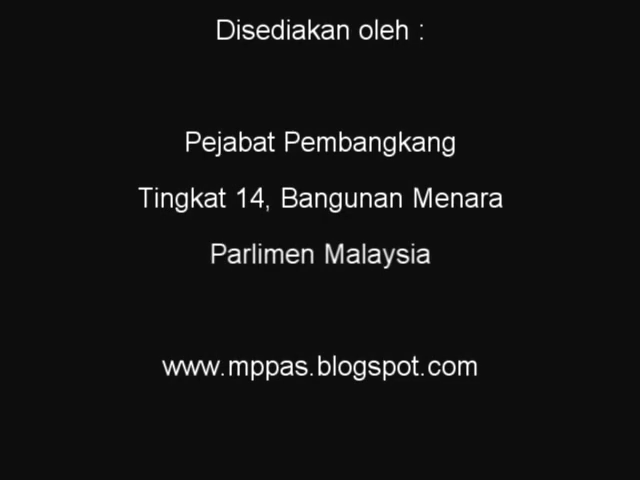 Disediakan oleh :
Pejabat Pembangkang
Tingkat 14, Bangunan Menara
Parlimen Malaysia
www.mppas.blogspot.com